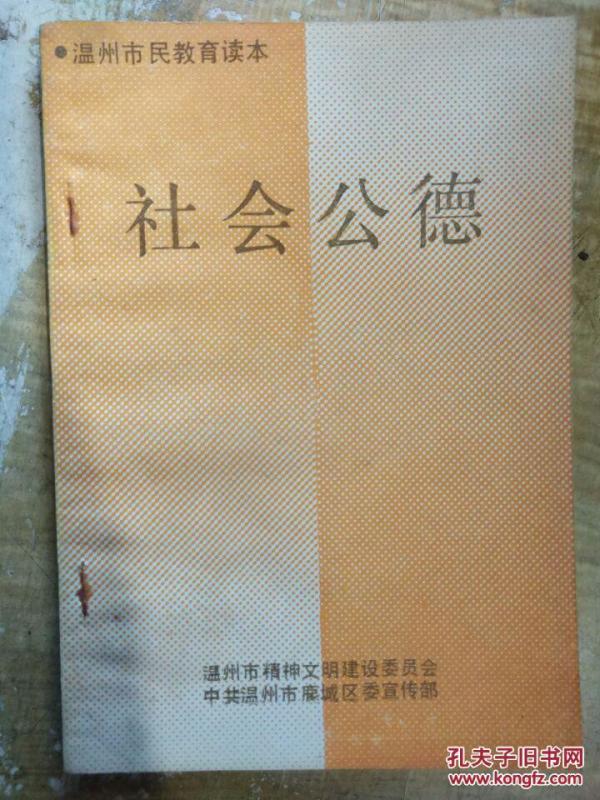 •温州市民教育读本
社会公德
温州市精神文明建设委员会
中共温州市鹿城区委宣传部
孔夫子旧书网
www.kongfz.com